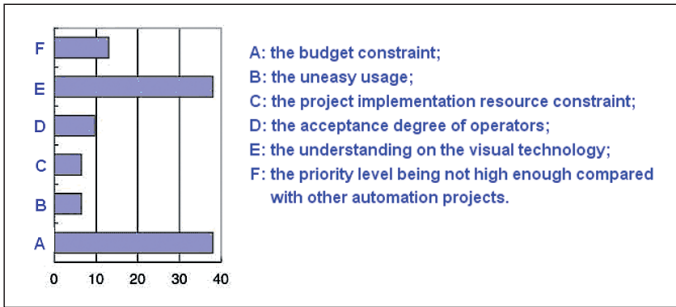 F
E
D
C
B
A
0 10 20 30 40
A: the budget constraint;
B: the uneasy usage;
C: the project implementation resource constraint;
D: the acceptance degree of operators;
E: the understanding on the visual technology;
F: the priority level being not high enough compared
with other automation projects.